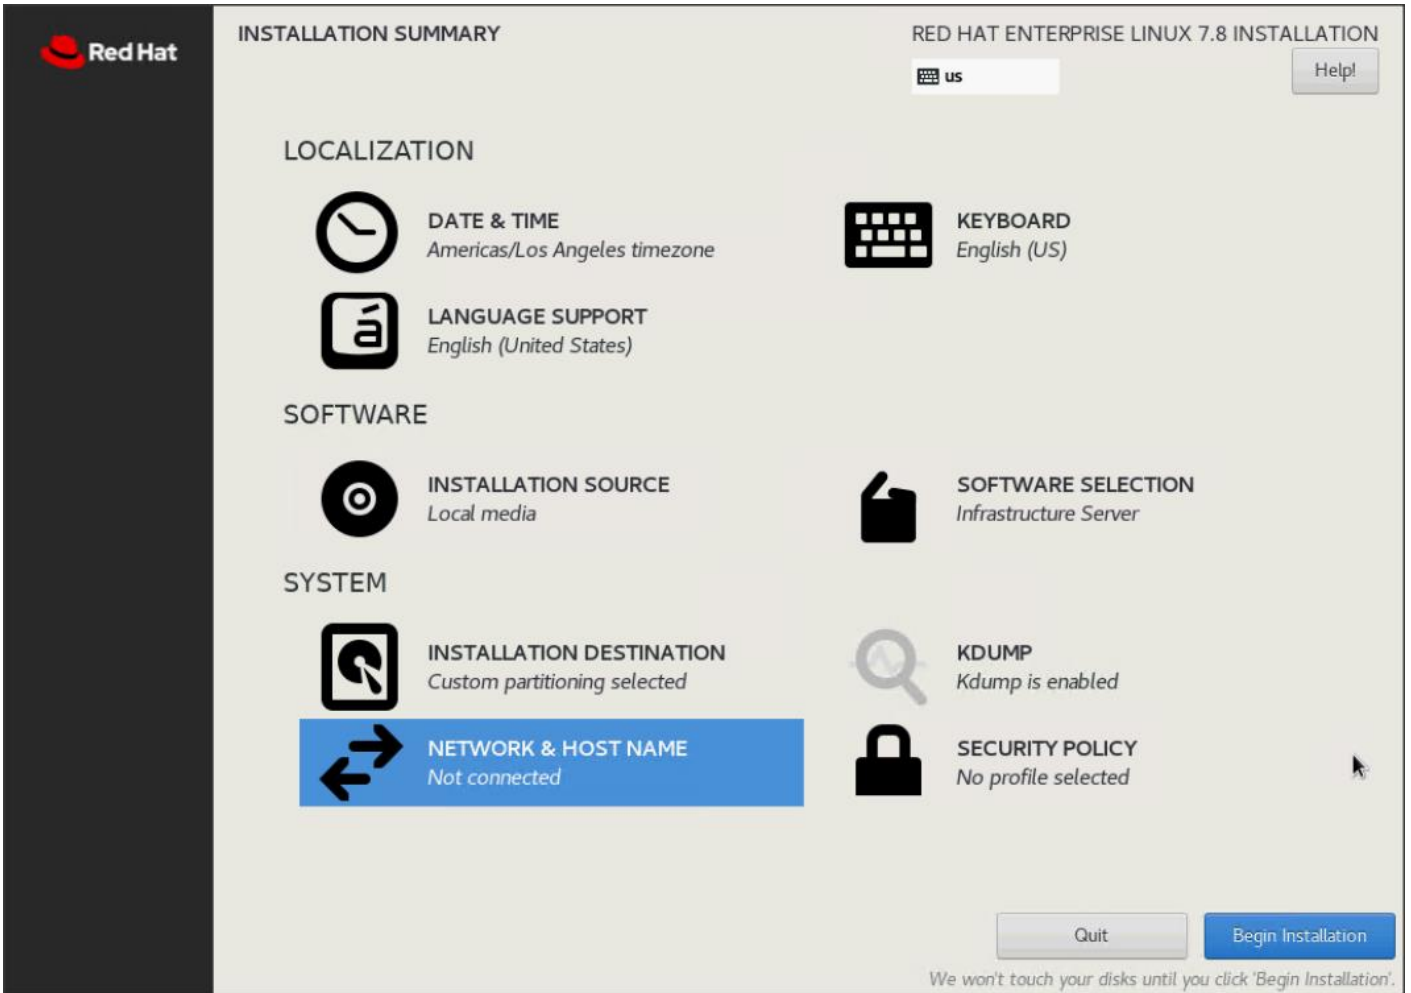 Red Hat
INSTALLATION SUMMARY
RED HAT ENTERPRISE LINUX 7.8 INSTALLATION
us
Help!
LOCALIZATION
DATE & TIME
Americas/Los Angeles timezone
KEYBOARD
English (US)
á
LANGUAGE SUPPORT
English (United States)
SOFTWARE
INSTALLATION SOURCE
Local media
SOFTWARE SELECTION
Infrastructure Server
SYSTEM
INSTALLATION DESTINATION
Custom partitioning selected
KDUMP
Kdump is enabled
NETWORK & HOST NAME
Not connected
SECURITY POLICY
No profile selected
Quit
Begin Installation
We won't touch your disks until you click 'Begin Installation'.